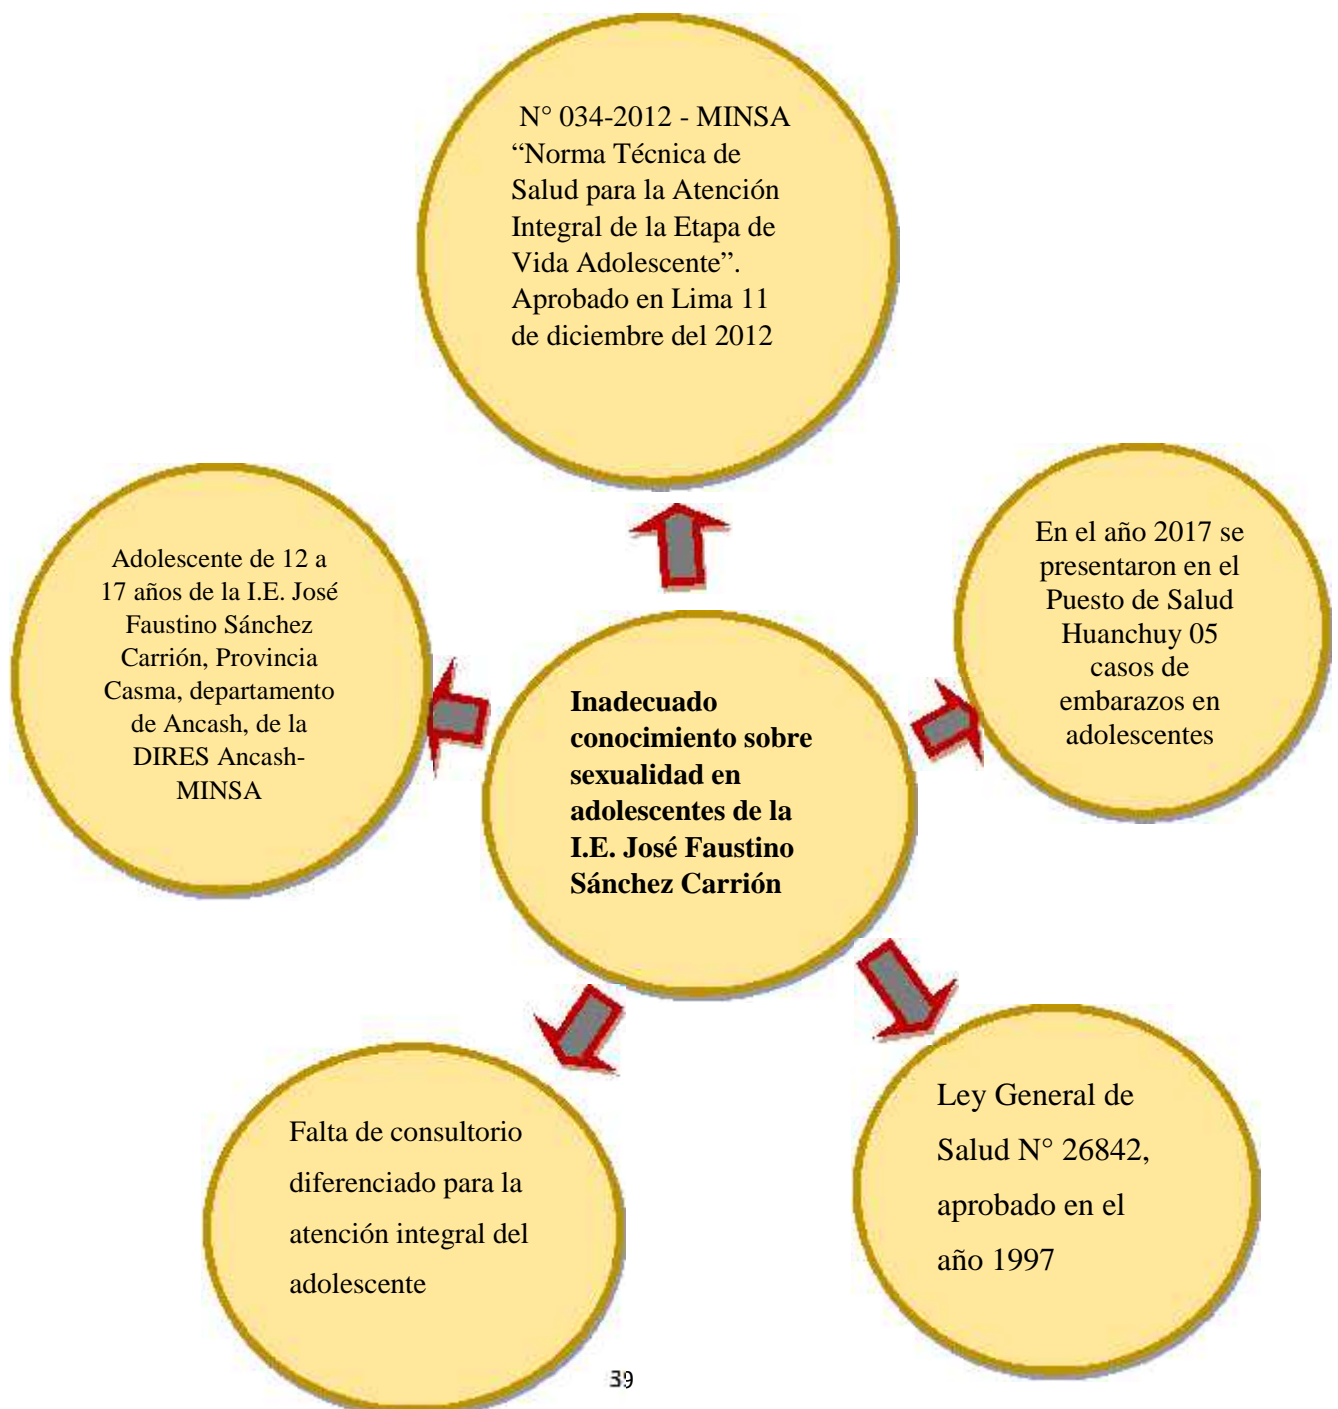 N° 034-2012 - MINSA
“Norma Técnica de
Salud para la Atención
Integral de la Etapa de
Vida Adolescente”.
Aprobado en Lima 11
de diciembre del 2012
Adolescente de 12 a
17 años de la I.E. José
Faustino Sánchez
Carrión, Provincia
Casma, departamento
de Ancash, de la
DIRES Ancash-
MINSA
En el año 2017 se
presentaron en el
Puesto de Salud
Huanchuy 05
casos de
embarazos en
adolescentes
Inadecuado
conocimiento sobre
sexualidad en
adolescentes de la
I.E. José Faustino
Sánchez Carrión
Falta de consultorio
diferenciado para la
atención integral del
adolescente
Ley General de
Salud N° 26842,
aprobado en el
año 1997
39